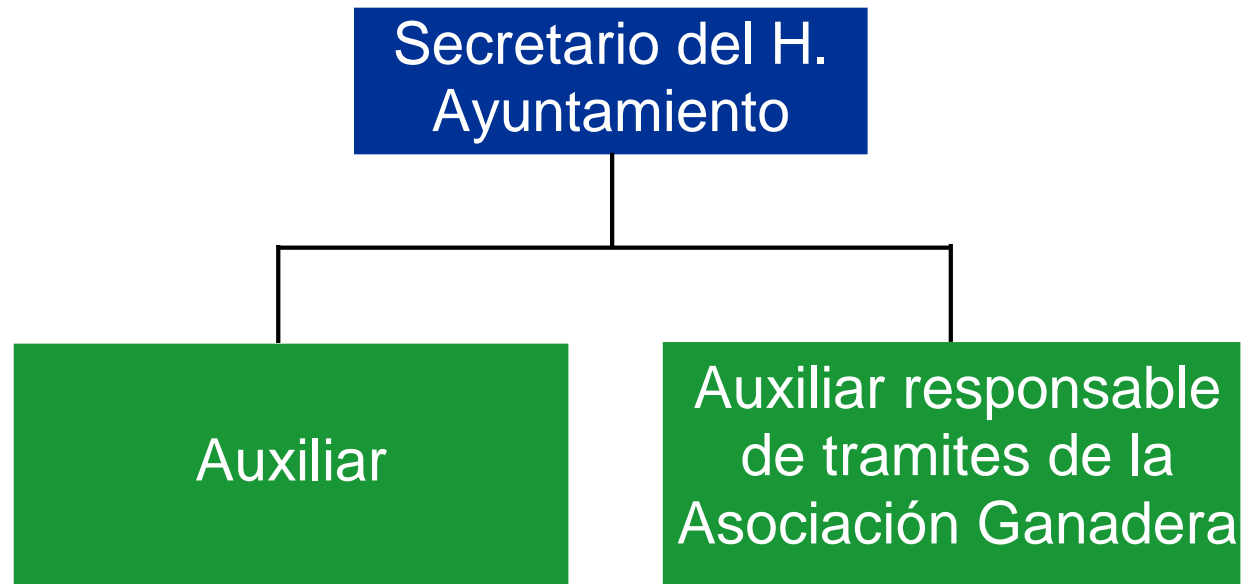 Secretario del H.
Ayuntamiento
Auxiliar
Auxiliar responsable
de tramites de la
Asociación Ganadera